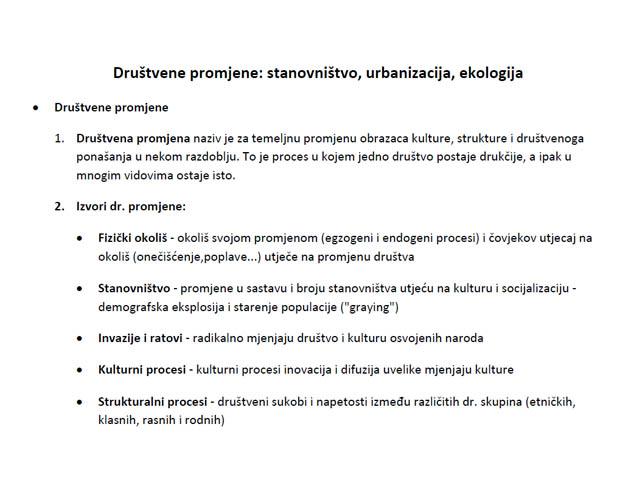 Društvene promjene: stanovništvo, urbanizacija, ekologija
• Društvene promjene
1. Društvena promjena naziv je za temeljnu promjenu obrazaca kulture, strukture i društvenoga
ponašanja u nekom razdoblju. To je proces u kojem jedno društvo postaje drukčije, a ipak u
mnogim vidovima ostaje isto.
2. Izvori dr. promjene:
• Fizički okoliš - okoliš svojom promjenom (egzogeni i endogeni procesi) i čovjekov utjecaj na
okoliš (onečišćenje,poplave...) utječe na promjenu društva
• Stanovništvo - promjene u sastavu i broju stanovništva utjeću na kulturu i socijalizaciju -
demografska eksplosija i starenje populacije ("graying")
• Invazije i ratovi - radikalno mjenjaju društvo i kulturu osvojenih naroda
• Kulturni procesi - kulturni procesi inovacija i difuzija uvelike mjenjaju kulture
• Strukturalni procesi - društveni sukobi i napetosti između različitih dr. skupina (etničkih,
klasnih, rasnih i rodnih)